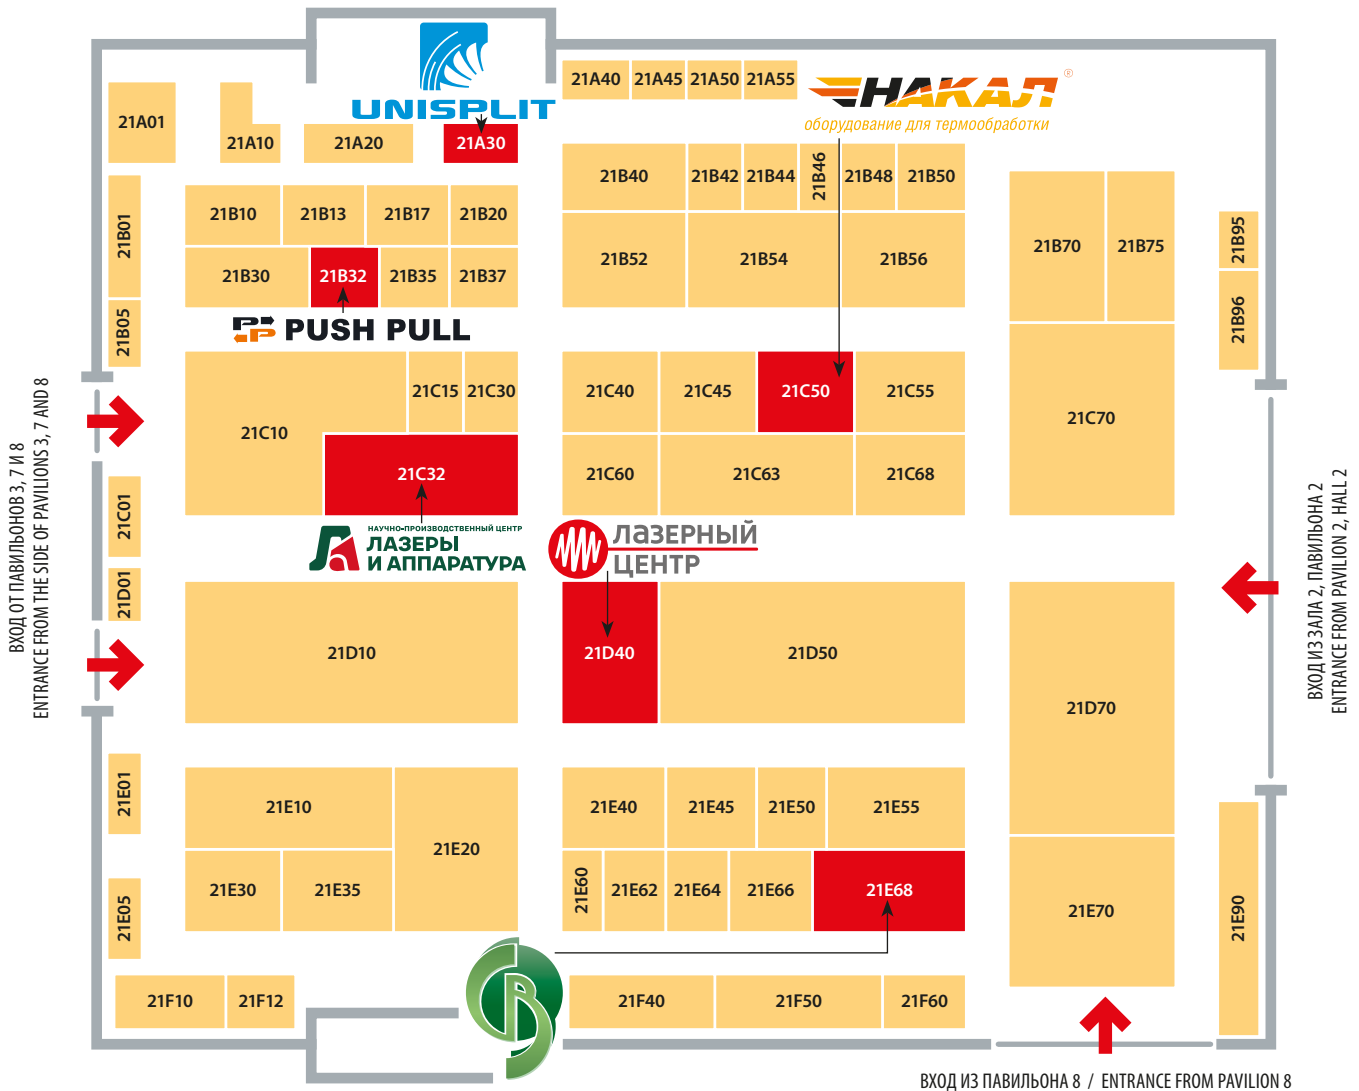 UNISPLIT
НАКАЛ®
оборудование для термообработки
21A40 21A45 21A50 21A55
21A01 21A10 21A20 21A30
21B40 21B42 21B44 21B46 21B48 21B50
21B01 21B10 21B13 21B17 21B20
21B52 21B54 21B56
21B70 21B75 21B95
21B30 21B32 21B35 21B37
21B05 21B96
PP PUSH PULL
21C10 21C15 21C30
21C40 21C45 21C50 21C55
21C70
21C32
21C60 21C63 21C68
21C01
НАУЧНО-ПРОИЗВОДСТВЕННЫЙ ЦЕНТР
ЛАЗЕРЫ
И АППАРАТУРА
ЛАЗЕРНЫЙ
ЦЕНТР
21D01
21D10 21D40 21D50
21D70
21E01
21E10 21E20
21E40 21E45 21E50 21E55
21E05
21E30 21E35
21E60 21E62 21E64 21E66 21E68
21E70 21E90
21F10 21F12
21F40 21F50 21F60
ВХОД ОТ ПАВИЛЬОНОВ 3, 7 И 8
ENTRANCE FROM THE SIDE OF PAVILIONS 3, 7 AND 8
ВХОД ИЗ ЗАЛА 2, ПАВИЛЬОНА 2
ENTRANCE FROM PAVILION 2, HALL 2
ВХОД ИЗ ПАВИЛЬОНА 8 / ENTRANCE FROM PAVILION 8